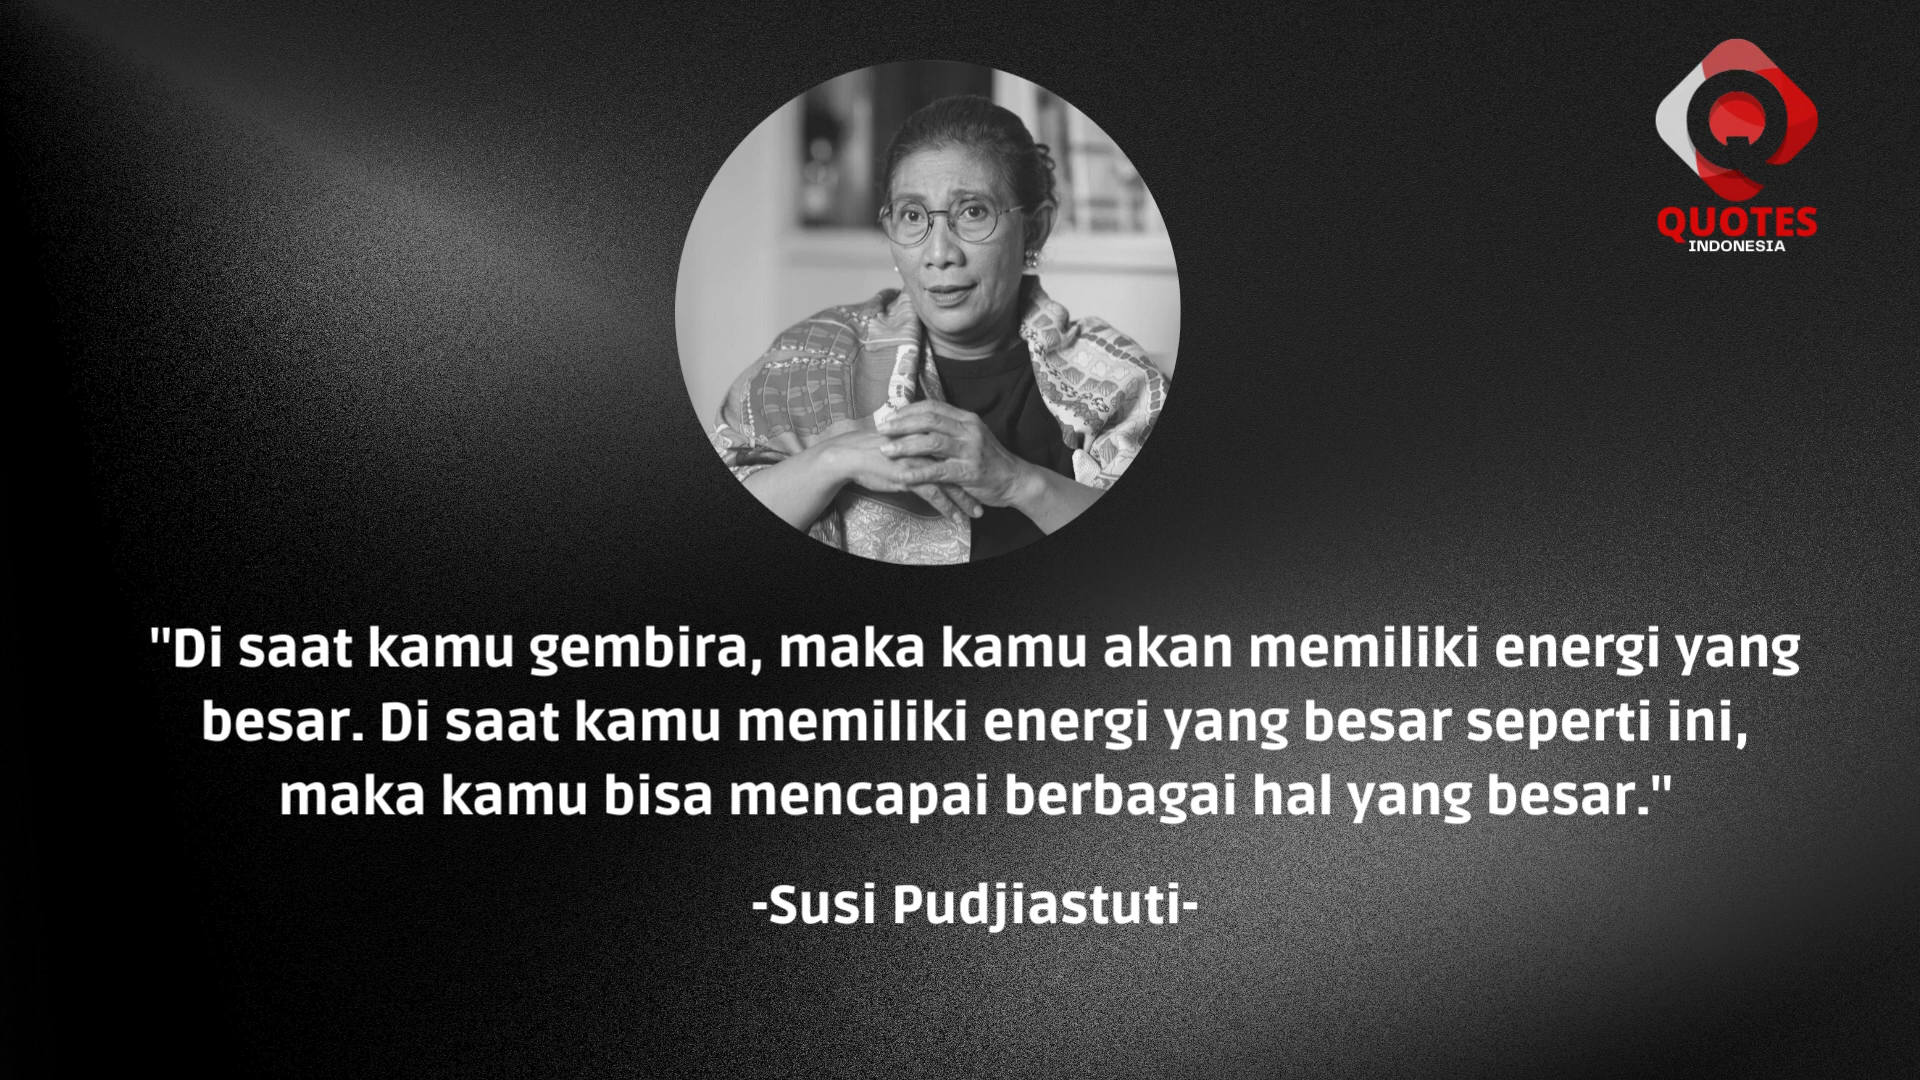 QUOTES
INDONESIA
"Di saat kamu gembira, maka kamu akan memiliki energi yang
besar. Di saat kamu memiliki energi yang besar seperti ini,
maka kamu bisa mencapai berbagai hal yang besar."
-Susi Pudjiastuti-